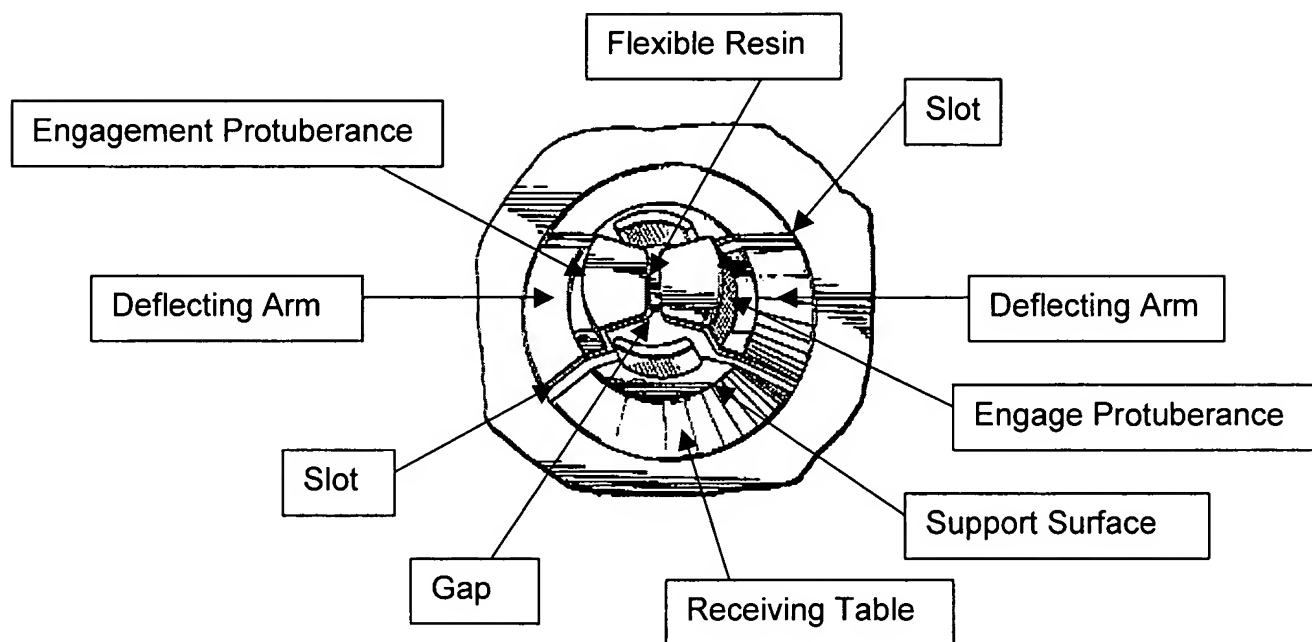 Flexible Resin
Slot
Engagement Protuberance
Deflecting Arm
Deflecting Arm
Engage Protuberance
Slot
Support Surface
Gap
Receiving Table